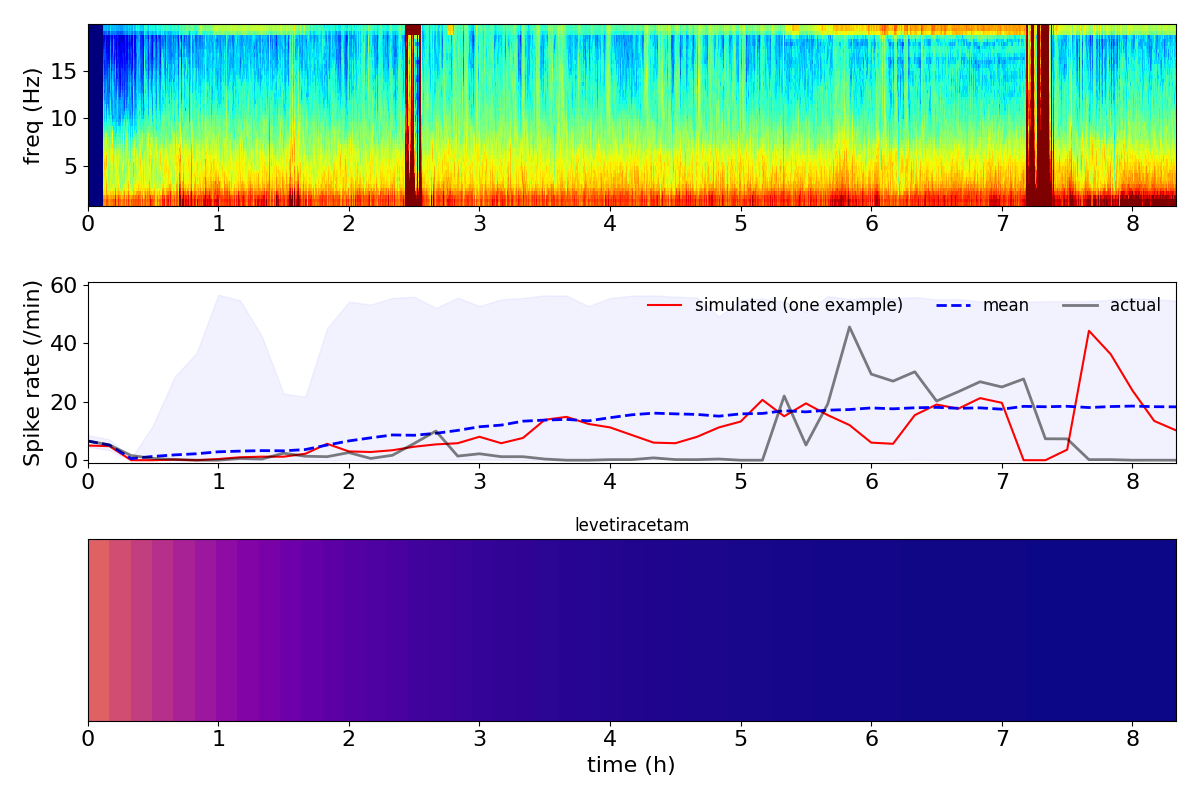 freq (Hz)
15
10
5
0 1 2 3 4 5 6 7 8
Spike rate (/min)
60
40
20
0
simulated (one example) mean actual
0 1 2 3 4 5 6 7 8
levetiracetam
0 1 2 3 4 5 6 7 8
time (h)